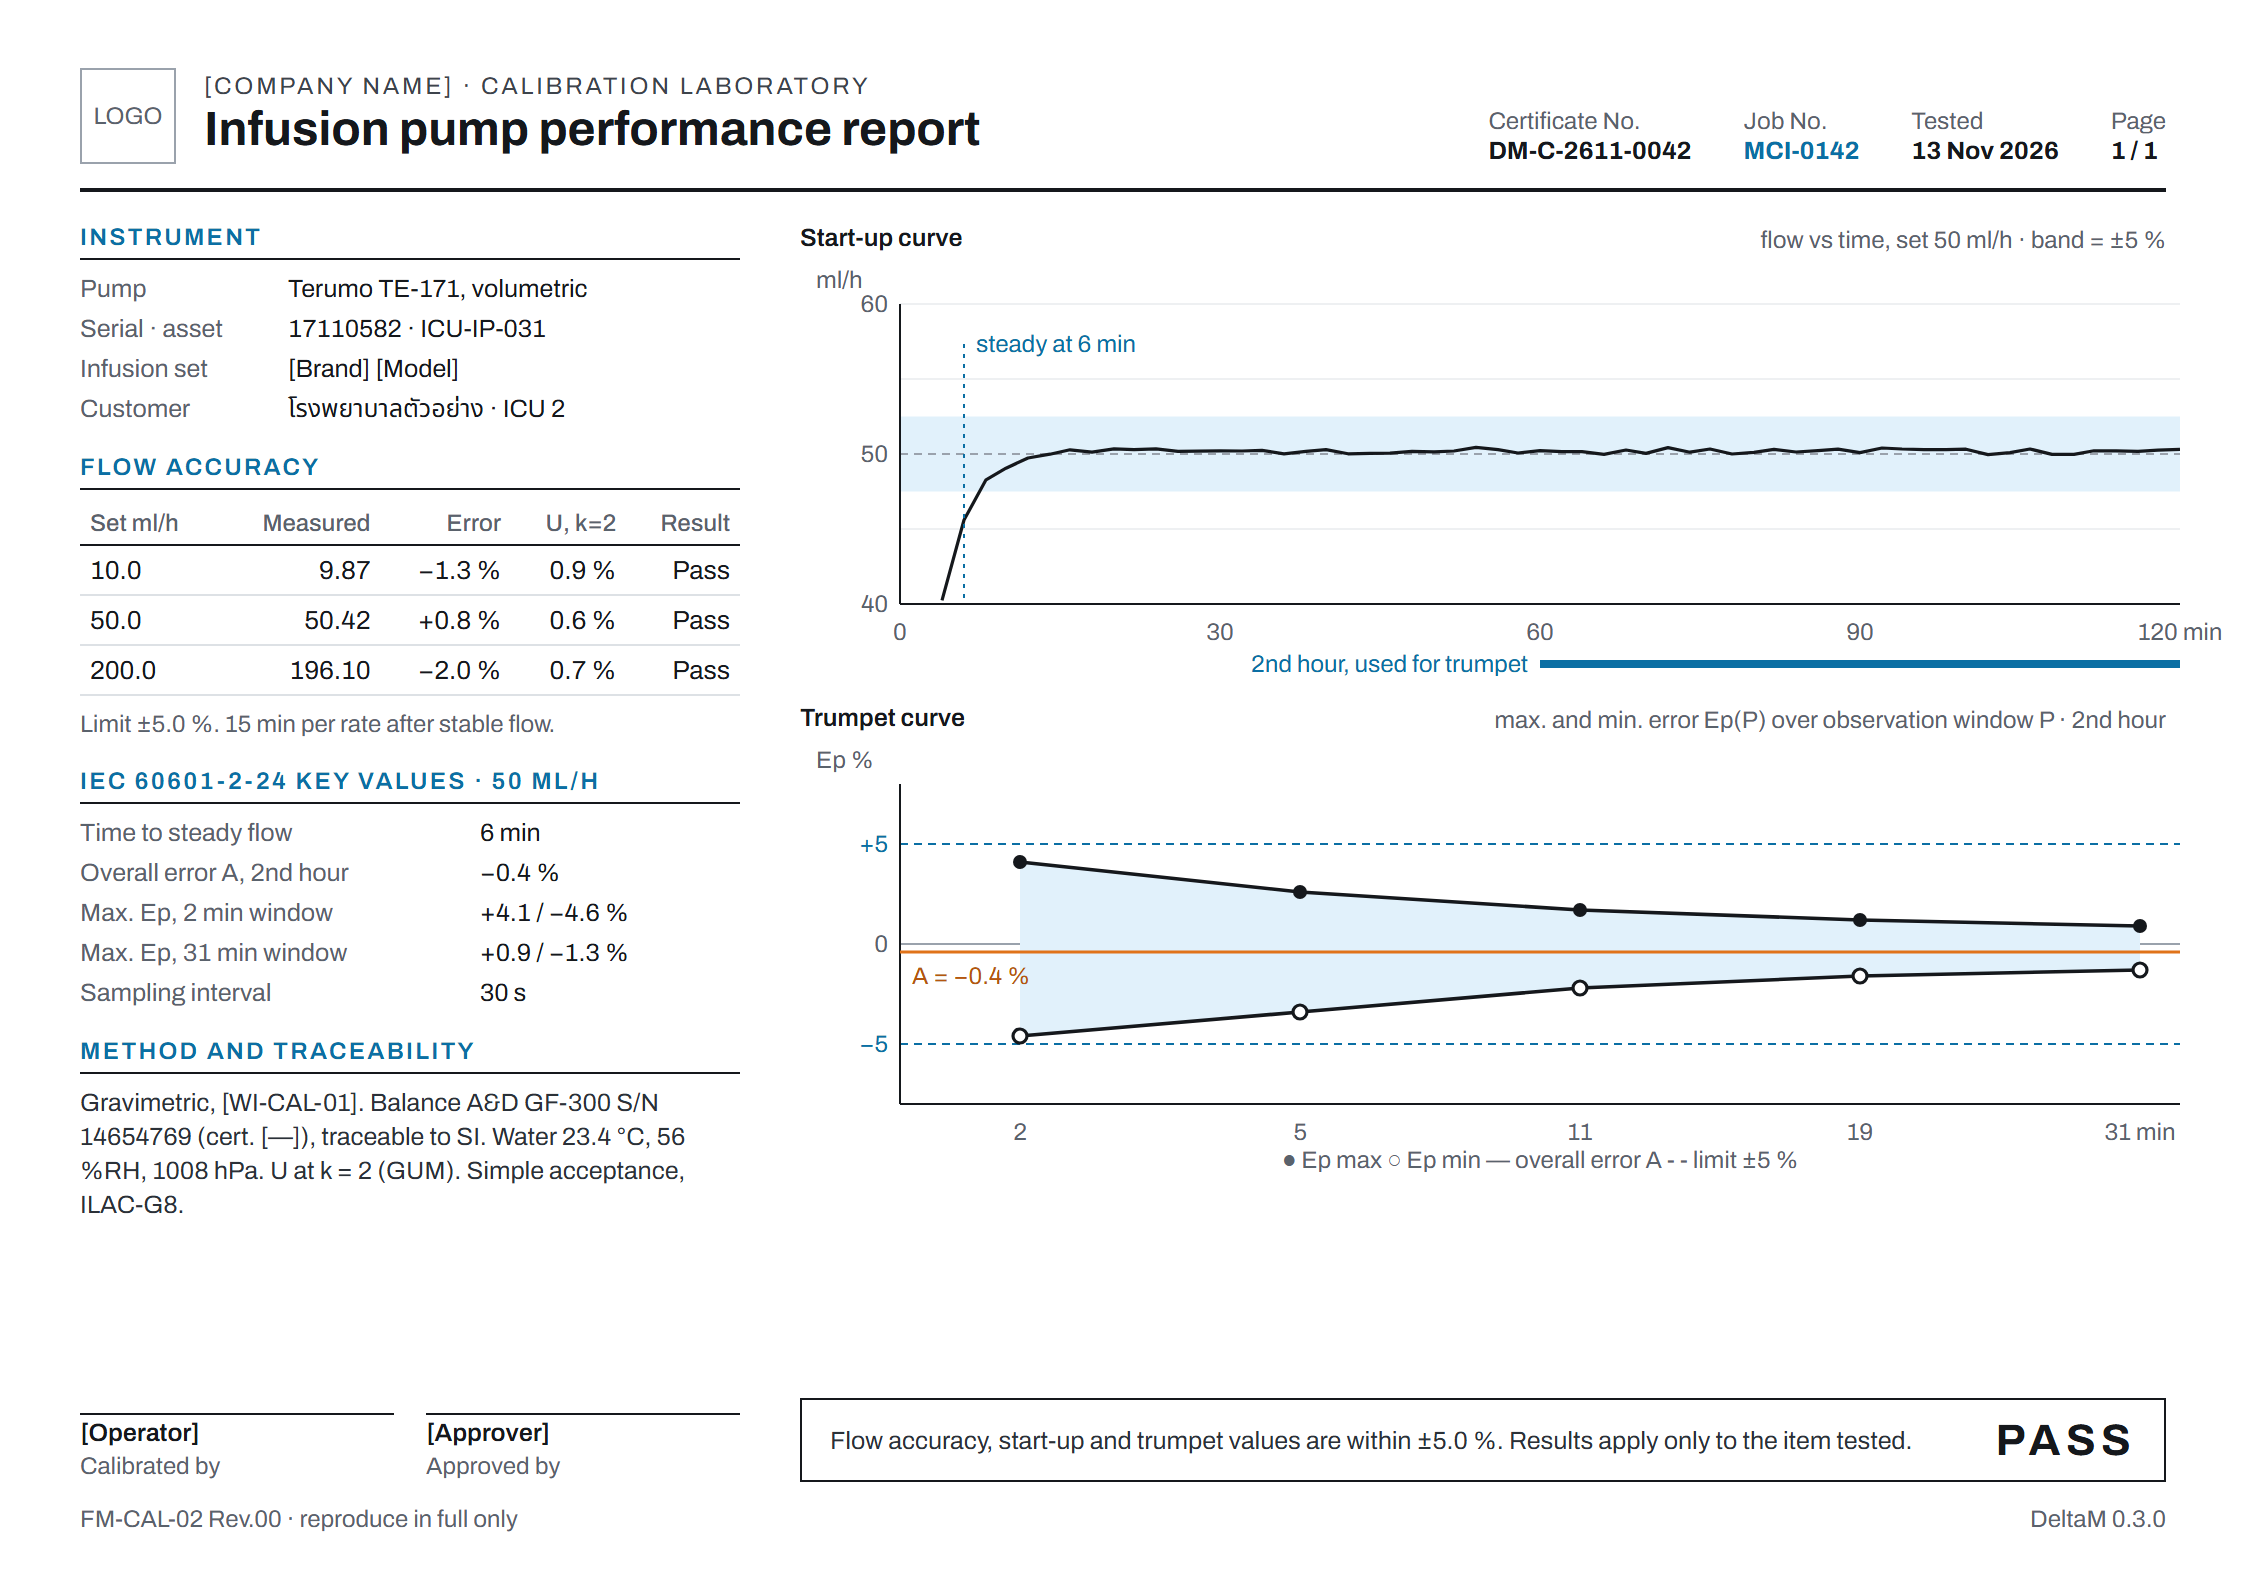 LOGO
[COMPANY NAME] · CALIBRATION LABORATORY
Infusion pump performance report
Certificate No. Job No. Tested Page
DM-C-2611-0042 MCI-0142 13 Nov 2026 1 / 1
INSTRUMENT
Pump Terumo TE-171, volumetric
Serial · asset 17110582 · ICU-IP-031
Infusion set [Brand] [Model]
Customer โรงพยาบาลตัวอย่าง · ICU 2
FLOW ACCURACY
Set ml/h Measured Error U, k=2 Result
10.0 9.87 −1.3 % 0.9 % Pass
50.0 50.42 +0.8 % 0.6 % Pass
200.0 196.10 −2.0 % 0.7 % Pass
Limit ±5.0 %. 15 min per rate after stable flow.
IEC 60601-2-24 KEY VALUES · 50 ML/H
Time to steady flow 6 min
Overall error A, 2nd hour −0.4 %
Max. Ep, 2 min window +4.1 / −4.6 %
Max. Ep, 31 min window +0.9 / −1.3 %
Sampling interval 30 s
METHOD AND TRACEABILITY
Gravimetric, [WI-CAL-01]. Balance A&D GF-300 S/N
14654769 (cert. [—]), traceable to SI. Water 23.4 °C, 56
%RH, 1008 hPa. U at k = 2 (GUM). Simple acceptance,
ILAC-G8.
Start-up curve flow vs time, set 50 ml/h · band = ±5 %
ml/h
60
steady at 6 min
50
40
0 30 60 90 120 min
2nd hour, used for trumpet
Trumpet curve max. and min. error Ep(P) over observation window P · 2nd hour
Ep %
+5
0
A = −0.4 %
−5
2 5 11 19 31 min
● Ep max ○ Ep min — overall error A - - limit ±5 %
[Operator] [Approver]
Calibrated by Approved by
Flow accuracy, start-up and trumpet values are within ±5.0 %. Results apply only to the item tested. PASS
FM-CAL-02 Rev.00 · reproduce in full only DeltaM 0.3.0